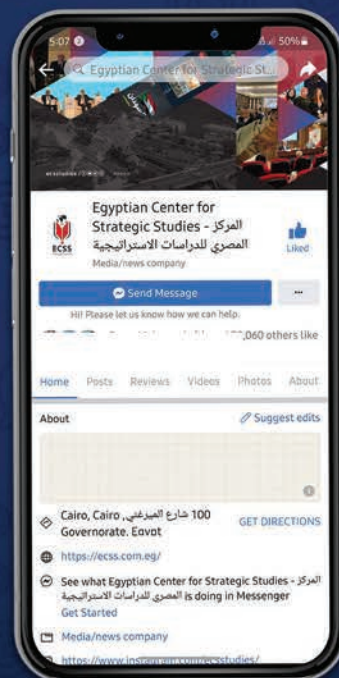 5:07
50%
Egyptian Center for Strategic St...
السودان
ecsstudies
Egyptian Center for
Strategic Studies - المركز
المصري للدراسات الاستراتيجية
ECSS
Liked
Media/news company
Send Message
Hi! Please let us know how we can help.
,060 others like
Home Posts Reviews Videos Photos About
About
Suggest edits
100 شارع الميرغني, Cairo, Cairo
Governorate, Egypt
GET DIRECTIONS
https://ecss.com.eg/
See what Egyptian Center for Strategic Studies - المركز
المصري للدراسات الاستراتيجية is doing in Messenger
Get Started
Media/news company
https://www.instagram.com/ecsstudies/